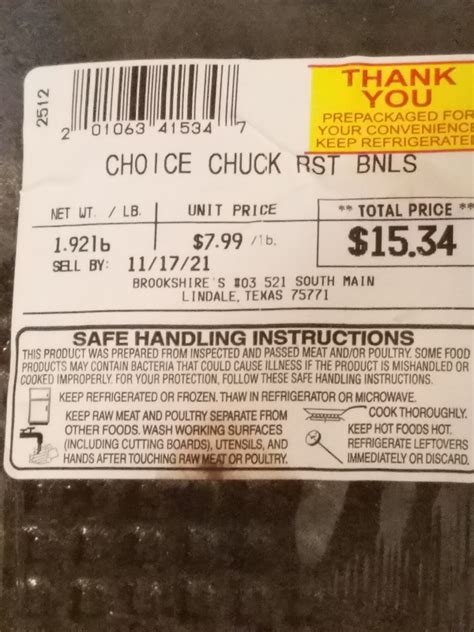 2512
THANK
YOU
PREPACKAGED FOR
YOUR CONVENIENCE
KEEP REFRIGERATE
2 01063 41534 7
CHOICE CHUCK RST BNLS
NET WT. / LB.
UNIT PRICE
** TOTAL PRICE **
1.92lb
$7.99 /lb.
$15.34
SELL BY: 11/17/21
BROOKSHIRE'S #03 521 SOUTH MAIN
LINDALE, TEXAS 75771
SAFE HANDLING INSTRUCTIONS
THIS PRODUCT WAS PREPARED FROM INSPECTED AND PASSED MEAT AND/OR POULTRY. SOME FOOD
PRODUCTS MAY CONTAIN BACTERIA THAT COULD CAUSE ILLNESS IF THE PRODUCT IS MISHANDLED OR
COOKED IMPROPERLY. FOR YOUR PROTECTION, FOLLOW THESE SAFE HANDLING INSTRUCTIONS.
KEEP REFRIGERATED OR FROZEN. THAW IN REFRIGERATOR OR MICROWAVE.
KEEP RAW MEAT AND POULTRY SEPARATE FROM
OTHER FOODS. WASH WORKING SURFACES
(INCLUDING CUTTING BOARDS), UTENSILS, AND
HANDS AFTER TOUCHING RAW MEAT OR POULTRY.
COOK THOROUGHLY.
KEEP HOT FOODS HOT.
REFRIGERATE LEFTOVERS
IMMEDIATELY OR DISCARD.